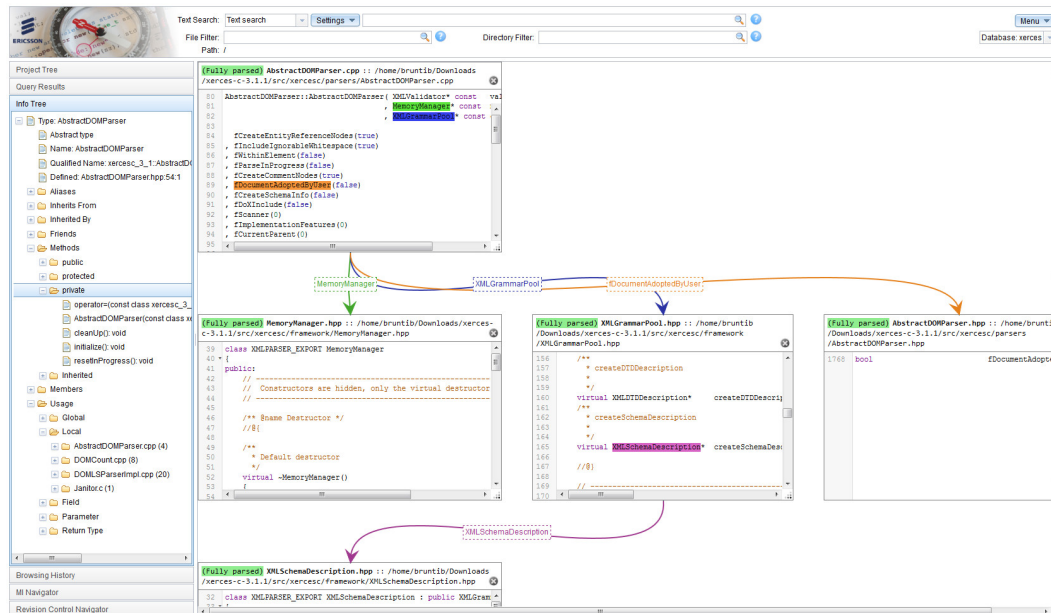 ERICSSON
Text Search: Text search Settings Menu
File Filter: Directory Filter: Database: xerces
Path: /
Project Tree
Query Results
Info Tree
Type: AbstractDOMParser
Abstract type
Name: AbstractDOMParser
Qualified Name: xercesc_3_1::AbstractDO
Defined: AbstractDOMParser.hpp:54:1
Aliases
Inherits From
Inherited By
Friends
Methods
public
protected
private
operator=(const class xercesc_3_
AbstractDOMParser(const class xe
cleanUp(): void
initialize(): void
resetInProgress(): void
Inherited
Members
Usage
Global
Local
AbstractDOMParser.cpp (4)
DOMCount.cpp (8)
DOMLSParserImpl.cpp (20)
Janitor.c (1)
Field
Parameter
Return Type
Browsing History
MI Navigator
Revision Control Navigator
(Fully parsed) AbstractDOMParser.cpp :: /home/bruntib/Downloads
/xerces-c-3.1.1/src/xercesc/parsers/AbstractDOMParser.cpp
80 AbstractDOMParser::AbstractDOMParser( XMLValidator* const val
81 , MemoryManager* const
82 , XMLGrammarPool* const
83
84 fCreateEntityReferenceNodes(true)
85 , fIncludeIgnorableWhitespace(true)
86 , fWithinElement(false)
87 , fParseInProgress(false)
88 , fCreateCommentNodes(true)
89 , fDocumentAdoptedByUser(false)
90 , fCreateSchemaInfo(false)
91 , fDoXInclude(false)
92 , fScanner(0)
93 , fImplementationFeatures(0)
94 , fCurrentParent(0)
95
MemoryManager
XMLGrammarPool
fDocumentAdoptedByUser
(Fully parsed) MemoryManager.hpp :: /home/bruntib/Downloads/xerces-
c-3.1.1/src/xercesc/framework/MemoryManager.hpp
39 class XMLPARSER_EXPORT MemoryManager
40 {
41 public:
42 // -----------------------------------------------
43 // Constructors are hidden, only the virtual destructor
44 // -----------------------------------------------
45
46 /** @name Destructor */
47 //@{
48
49 /**
50 * Default destructor
51 */
52 virtual ~MemoryManager()
53 {
54
(Fully parsed) XMLGrammarPool.hpp :: /home/bruntib
/Downloads/xerces-c-3.1.1/src/xercesc/framework
/XMLGrammarPool.hpp
156 /**
157 * createDTDDescription
158 *
159 */
160 virtual XMLDTDDescription* createDTDDescrip
161 /**
162 * createSchemaDescription
163 *
164 */
165 virtual XMLSchemaDescription* createSchemaDesc
166
167 //@}
168
169 // -----------------------------------------------
170
(Fully parsed) AbstractDOMParser.hpp :: /home/brunti
/Downloads/xerces-c-3.1.1/src/xercesc/parsers
/AbstractDOMParser.hpp
1768 bool fDocumentAdopte
XMLSchemaDescription
(Fully parsed) XMLSchemaDescription.hpp :: /home/bruntib/Downloads
/xerces-c-3.1.1/src/xercesc/framework/XMLSchemaDescription.hpp
32 class XMLPARSER_EXPORT XMLSchemaDescription : public XMLGram